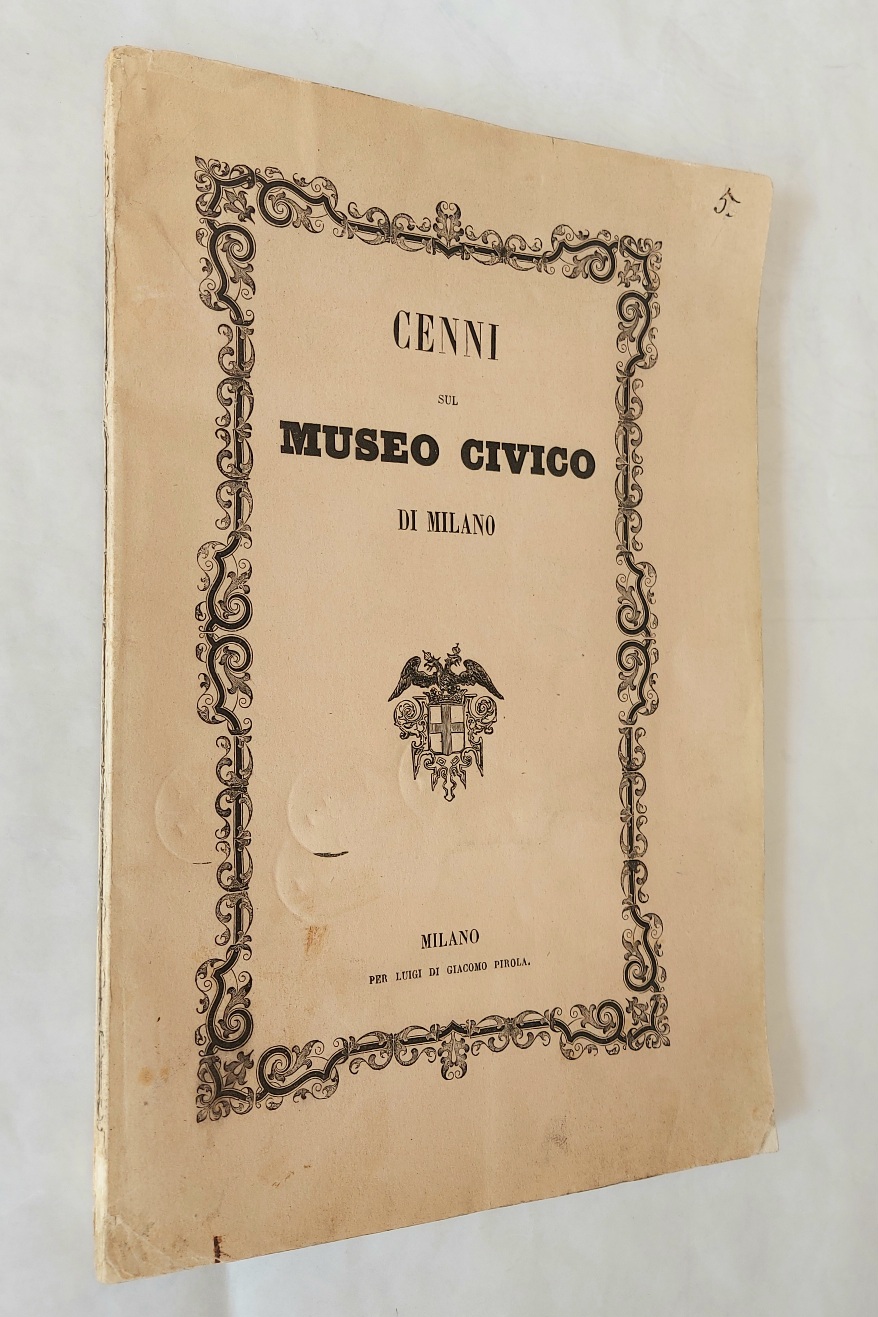 5.
CENNI
SUL
MUSEO CIVICO
DI MILANO
MILANO
PER LUIGI DI GIACOMO PIROLA.